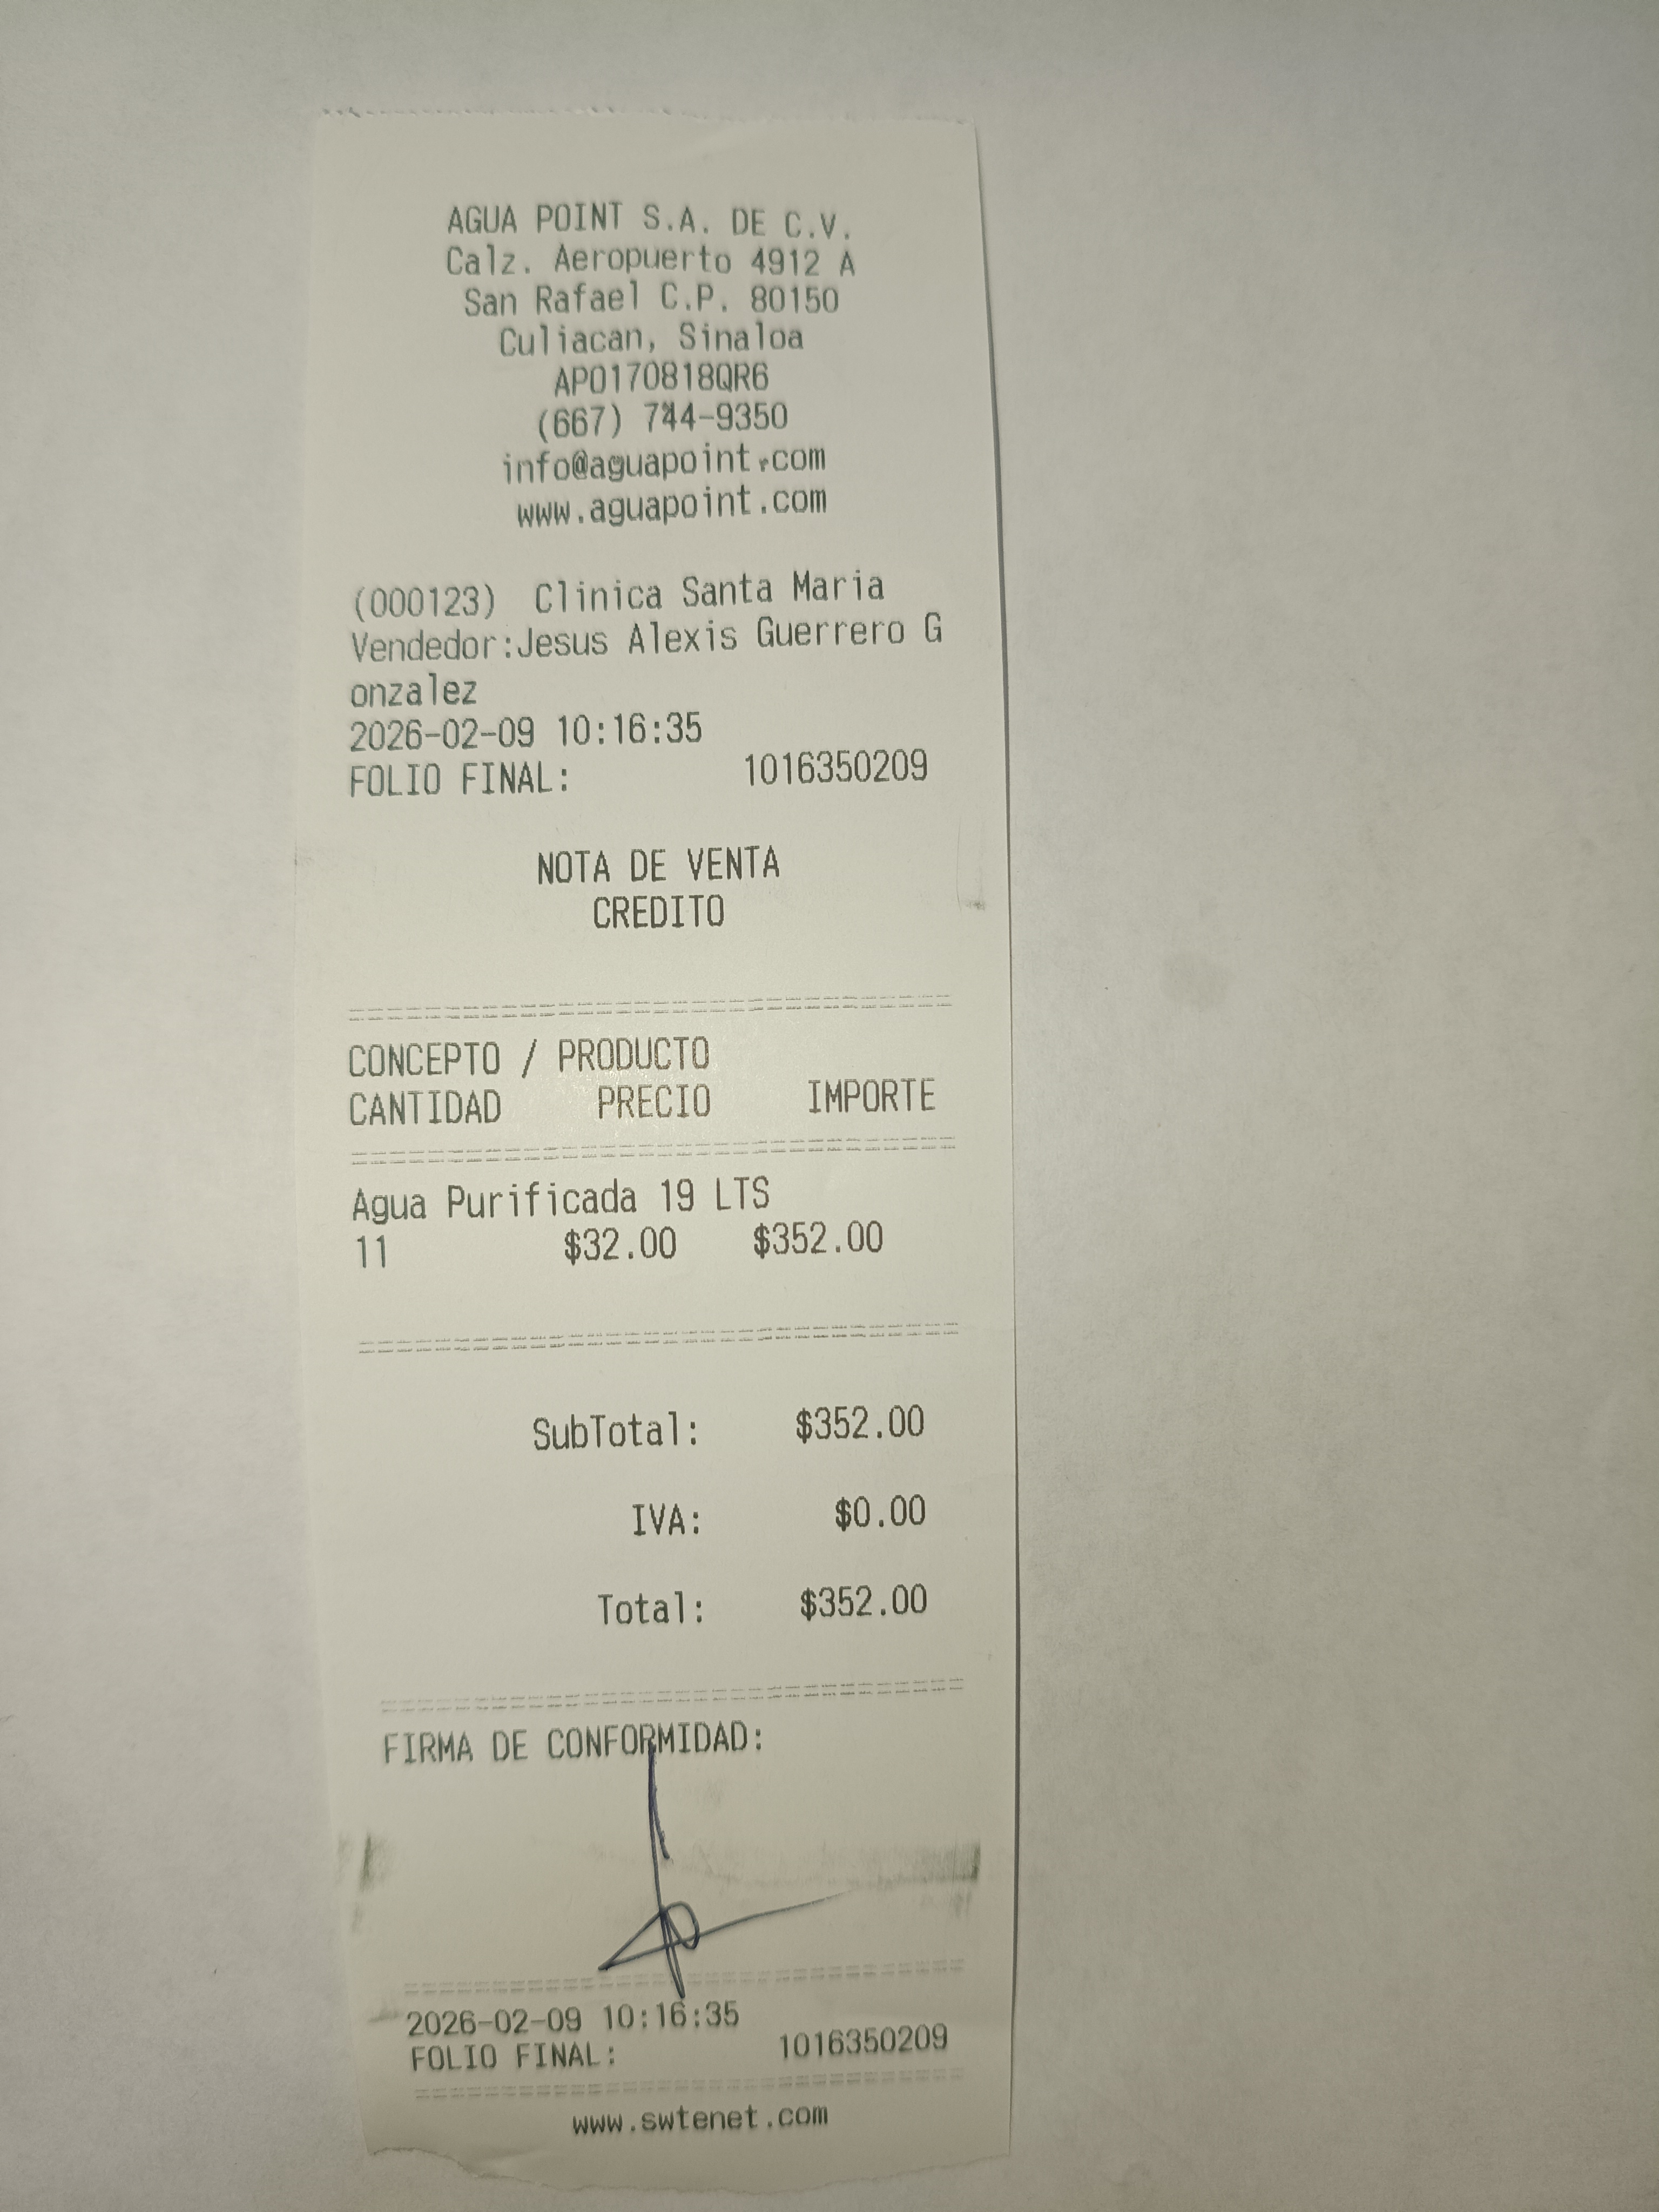 AGUA POINT S.A. DE C.V.
Calz. Aeropuerto 4912 A
San Rafael C.P. 80150
Culiacan, Sinaloa
APO170818QR6
(667) 744-9350
info@aguapoint.com
www.aguapoint.com
(000123) Clinica Santa Maria
Vendedor:Jesus Alexis Guerrero G
onzalez
2026-02-09 10:16:35
FOLIO FINAL: 1016350209
NOTA DE VENTA
CREDITO
CONCEPTO / PRODUCTO
CANTIDAD PRECIO IMPORTE
Agua Purificada 19 LTS
11 $32.00 $352.00
SubTotal: $352.00
IVA: $0.00
Total: $352.00
FIRMA DE CONFORMIDAD:
2026-02-09 10:16:35
FOLIO FINAL: 1016350209
www.swtenet.com